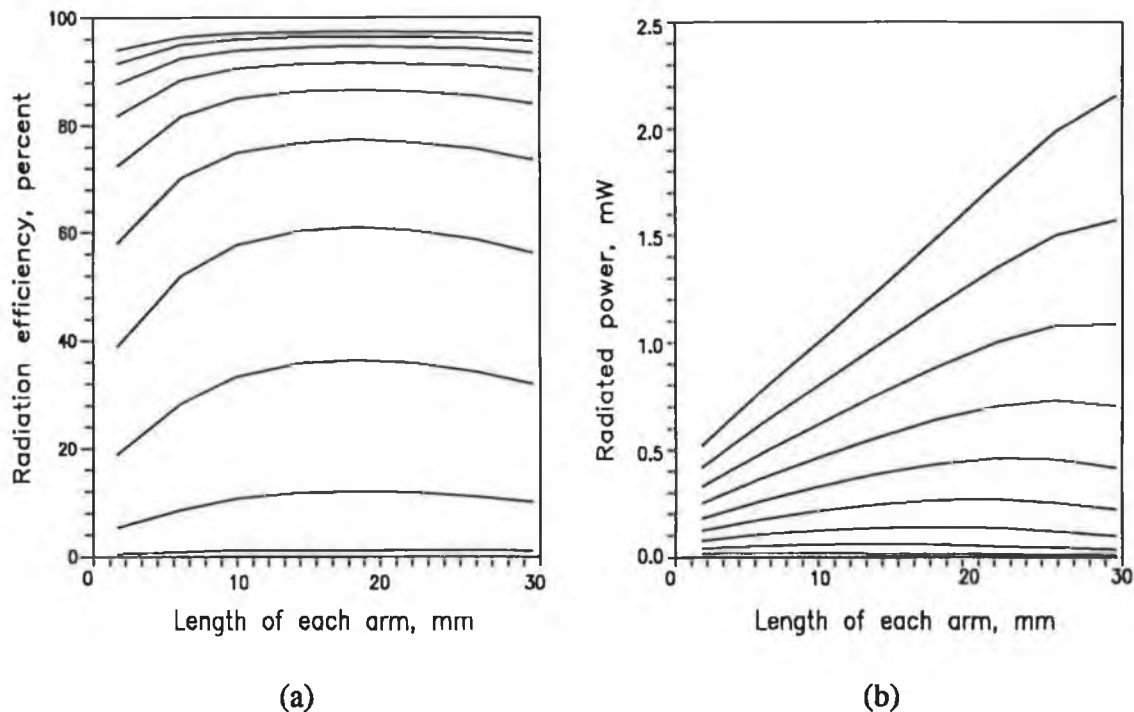 Radiation efficiency, percent
100
80
60
40
20
0
0 10 20 30
Length of each arm, mm
(a)
Radiated power, mW
2.5
2.0
1.5
1.0
0.5
0.0
0 10 20 30
Length of each arm, mm
(b)